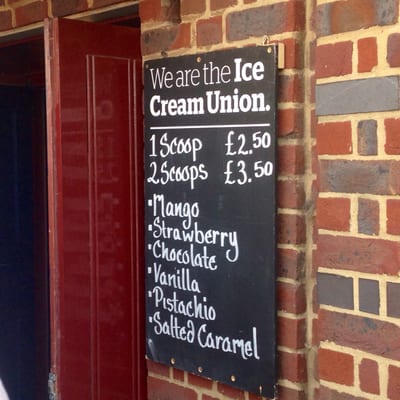 We are the Ice
Cream Union.
1 Scoop £2.50
2 Scoops £3.50
• Mango
• Strawberry
• Chocolate
• Vanilla
• Pistachio
• Salted Caramel